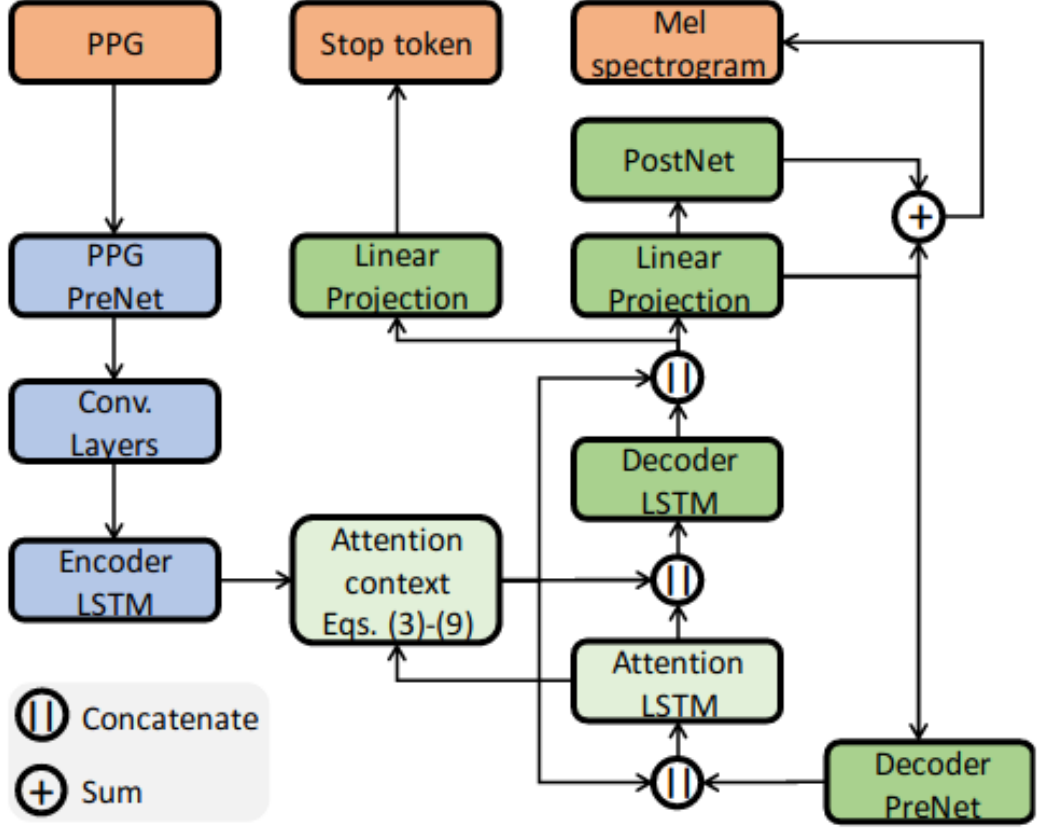 PPG
Stop token
Mel
spectrogram
PostNet
PPG
PreNet
Linear
Projection
Linear
Projection
+
Conv.
Layers
||
Decoder
LSTM
Encoder
LSTM
Attention
context
Eqs. (3)-(9)
||
Attention
LSTM
|| Concatenate
+ Sum
||
Decoder
PreNet